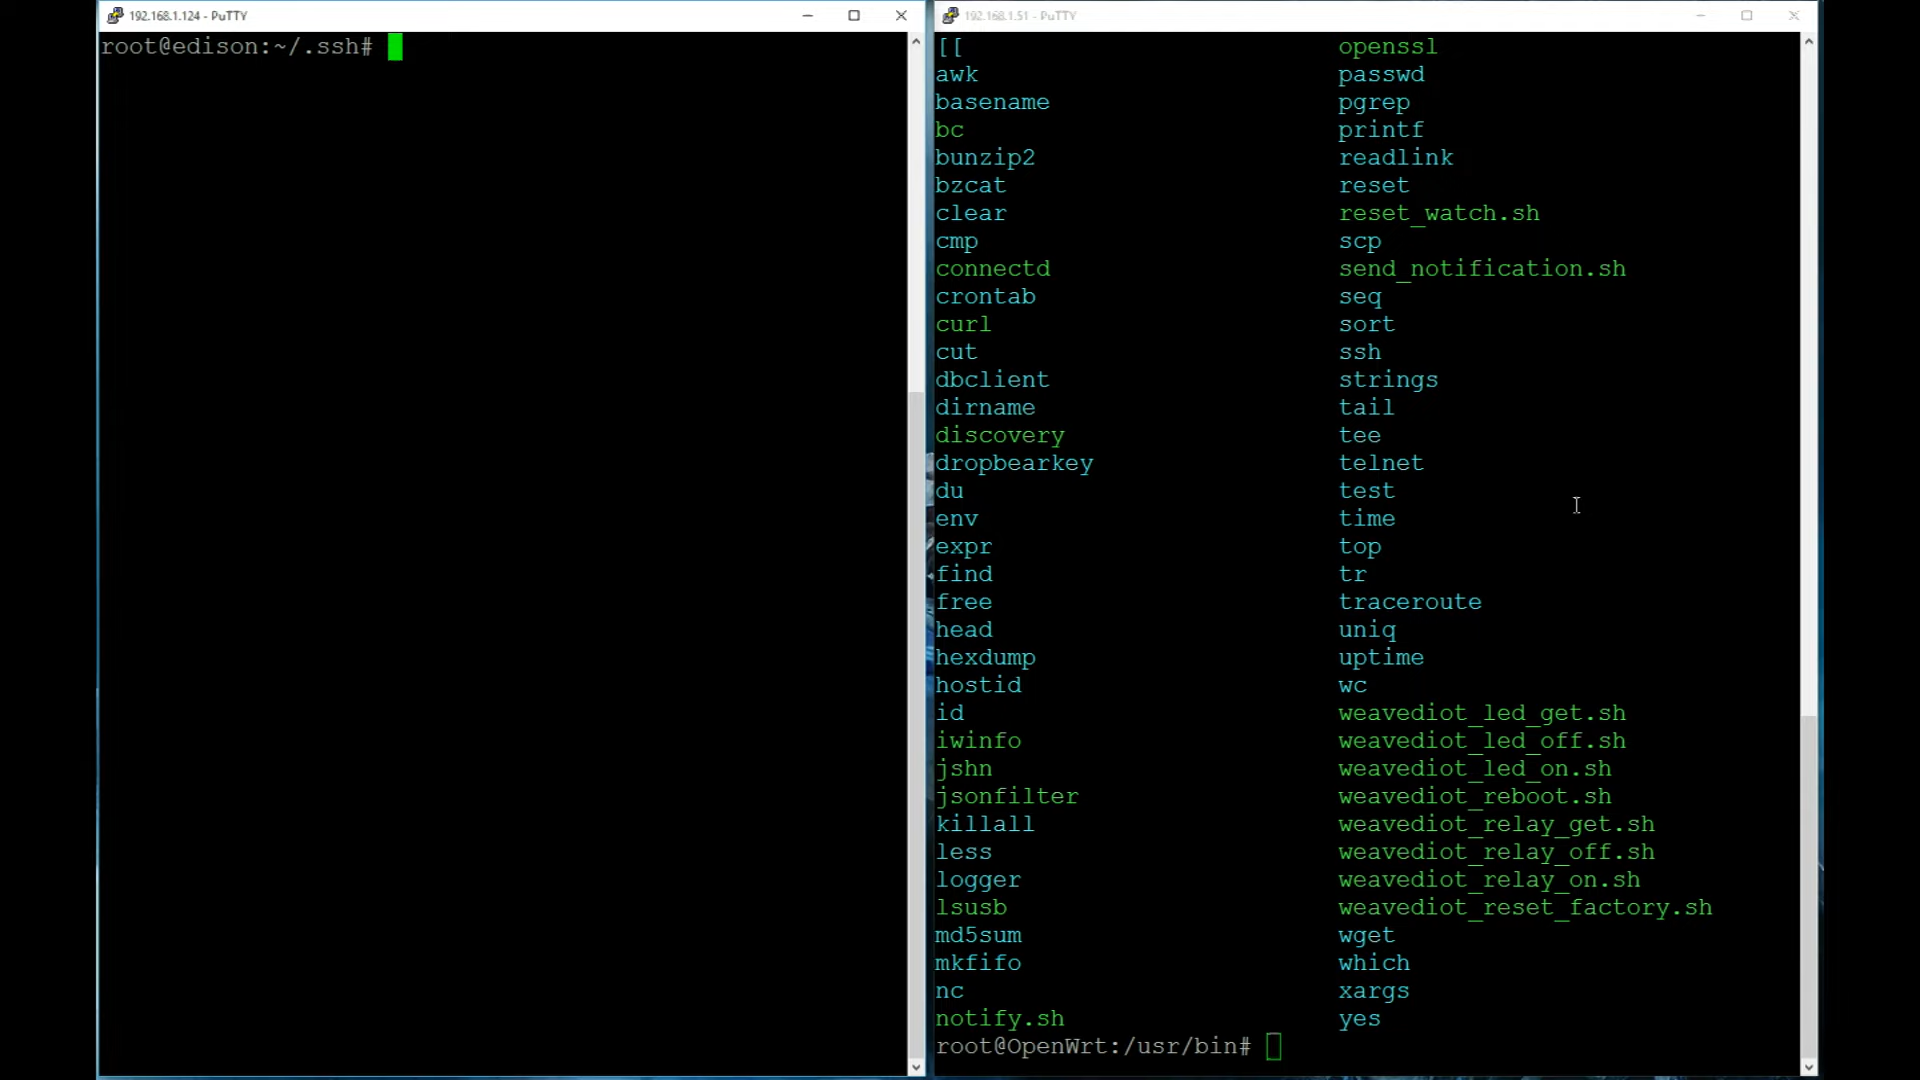 192.168.1.124 - PuTTY
root@edison:~/.ssh#
192.168.1.51 - PuTTY
[[ openssl
awk passwd
basename pgrep
bc printf
bunzip2 readlink
bzcat reset
clear reset_watch.sh
cmp scp
connectd send_notification.sh
crontab seq
curl sort
cut ssh
dbclient strings
dirname tail
discovery tee
dropbearkey telnet
du test
env time
expr top
find tr
free traceroute
head uniq
hexdump uptime
hostid wc
id weavediot_led_get.sh
iwinfo weavediot_led_off.sh
jshn weavediot_led_on.sh
jsonfilter weavediot_reboot.sh
killall weavediot_relay_get.sh
less weavediot_relay_off.sh
logger weavediot_relay_on.sh
lsusb weavediot_reset_factory.sh
md5sum wget
mkfifo which
nc xargs
notify.sh yes
root@OpenWrt:/usr/bin#